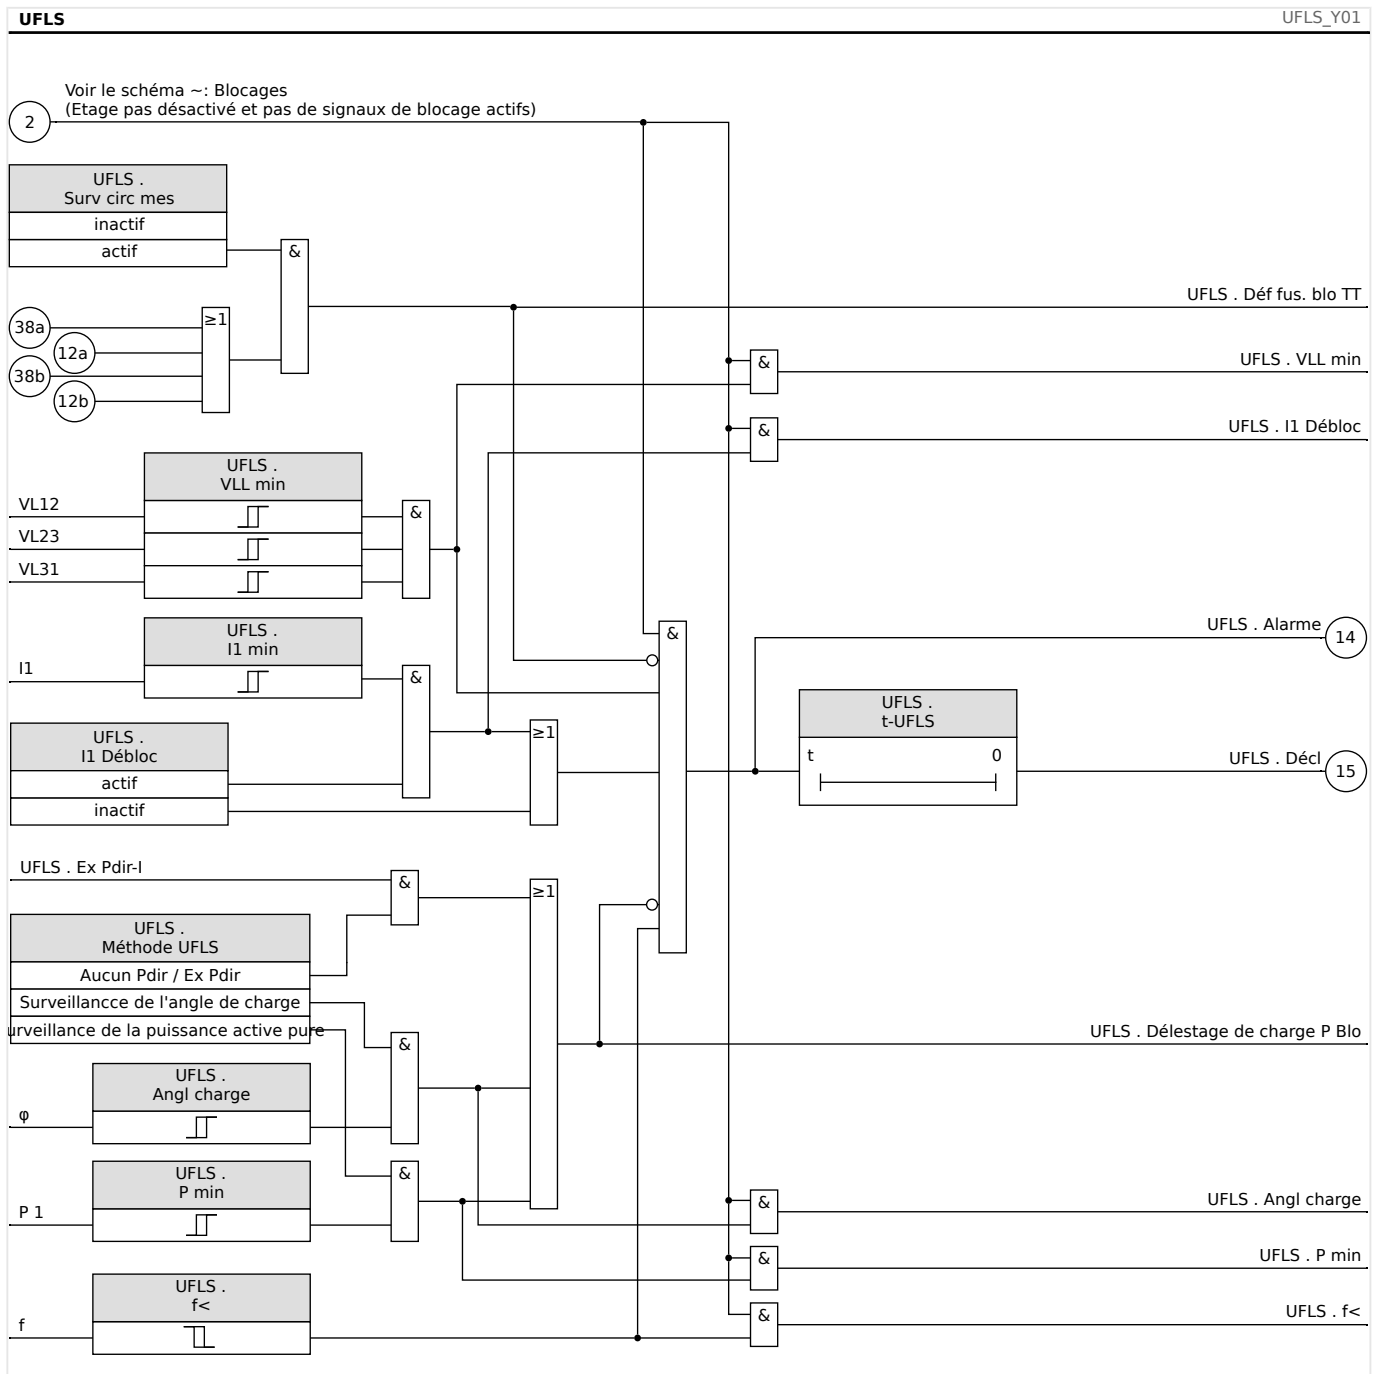 UFLS
UFLS_Y01
Voir le schéma ~: Blocages
(Etage pas désactivé et pas de signaux de blocage actifs)
2
UFLS .
Surv circ mes
inactif
actif
&
UFLS . Déf fus. blo TT
38a
12a
38b
12b
≥1
&
UFLS . VLL min
&
UFLS . I1 Débloc
UFLS .
VLL min
VL12
VL23
VL31
&
UFLS .
I1 min
I1
&
UFLS .
I1 Débloc
actif
inactif
≥1
&
UFLS . Alarme
14
UFLS .
t-UFLS
t
0
UFLS . Décl
15
UFLS . Ex Pdir-I
&
≥1
UFLS .
Méthode UFLS
Aucun Pdir / Ex Pdir
Surveillancce de l'angle de charge
urveillance de la puissance active pure
&
UFLS . Délestage de charge P Blo
UFLS .
Angl charge
φ
UFLS .
P min
P 1
&
&
UFLS . Angl charge
&
UFLS . P min
UFLS .
f<
f
&
UFLS . f<